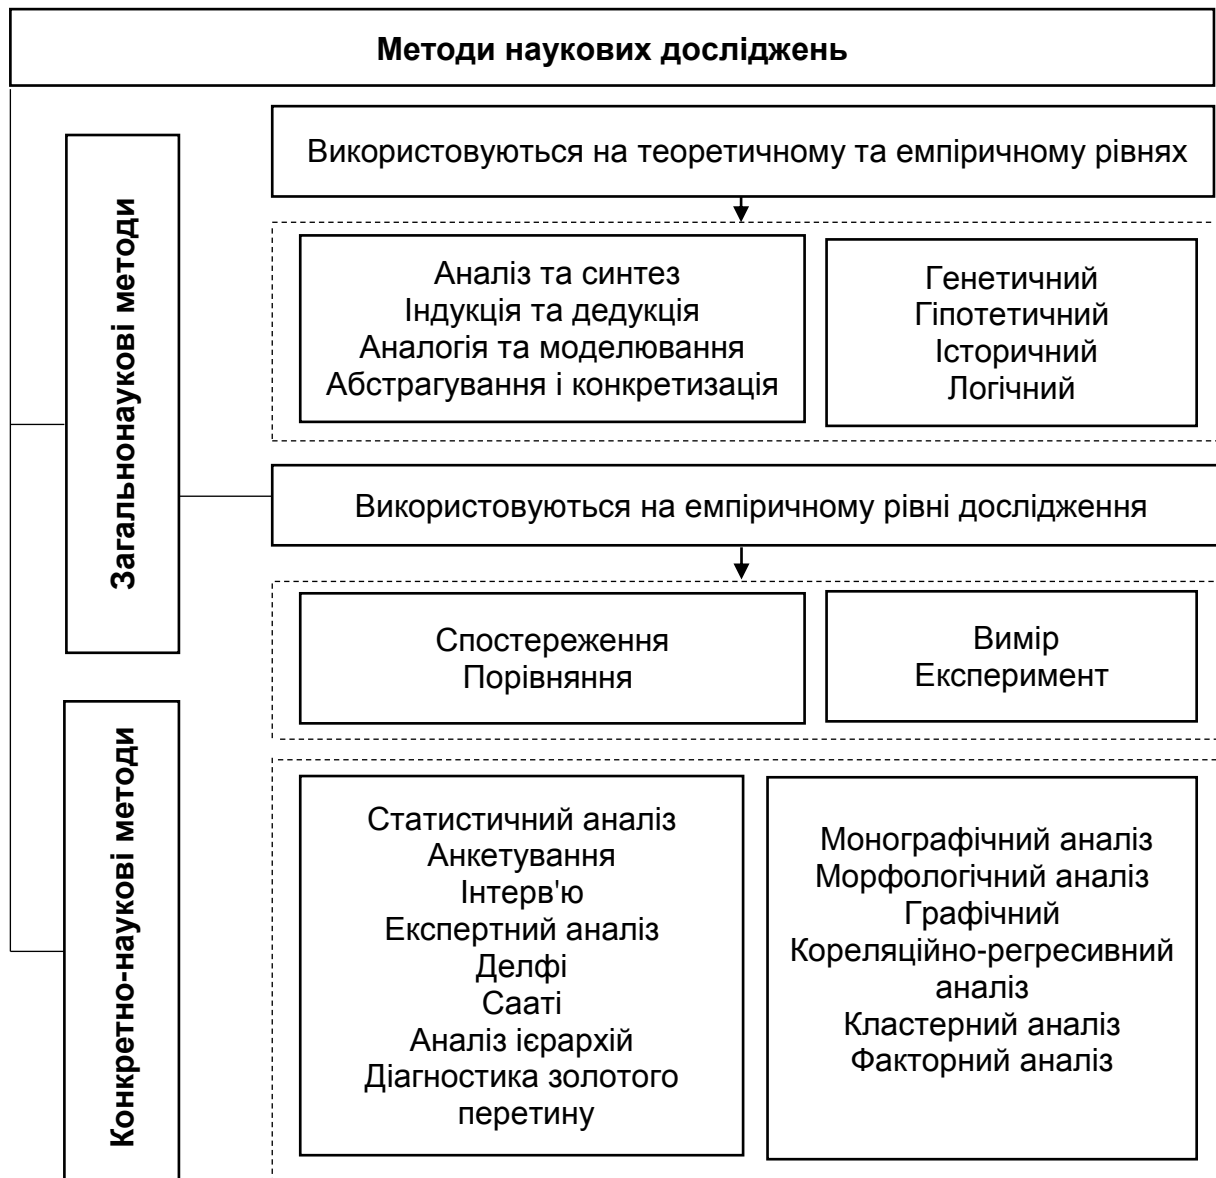 Методи наукових досліджень
Загальнонаукові методи
Використовуються на теоретичному та емпіричному рівнях
Аналіз та синтез
Індукція та дедукція
Аналогія та моделювання
Абстрагування і конкретизація
Генетичний
Гіпотетичний
Історичний
Логічний
Використовуються на емпіричному рівні дослідження
Спостереження
Порівняння
Вимір
Експеримент
Конкретно-наукові методи
Статистичний аналіз
Анкетування
Інтерв'ю
Експертний аналіз
Делфі
Сааті
Аналіз ієрархій
Діагностика золотого
перетину
Монографічний аналіз
Морфологічний аналіз
Графічний
Кореляційно-регресивний
аналіз
Кластерний аналіз
Факторний аналіз